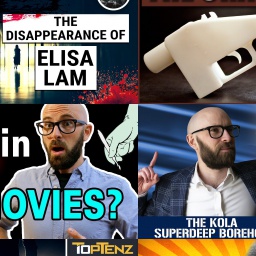 THE
DISAPPEARANCE OF
ELISA
LAM
in
OVIES?
THE KOLA
SUPERDEEP BOREHO
TOPTENZ